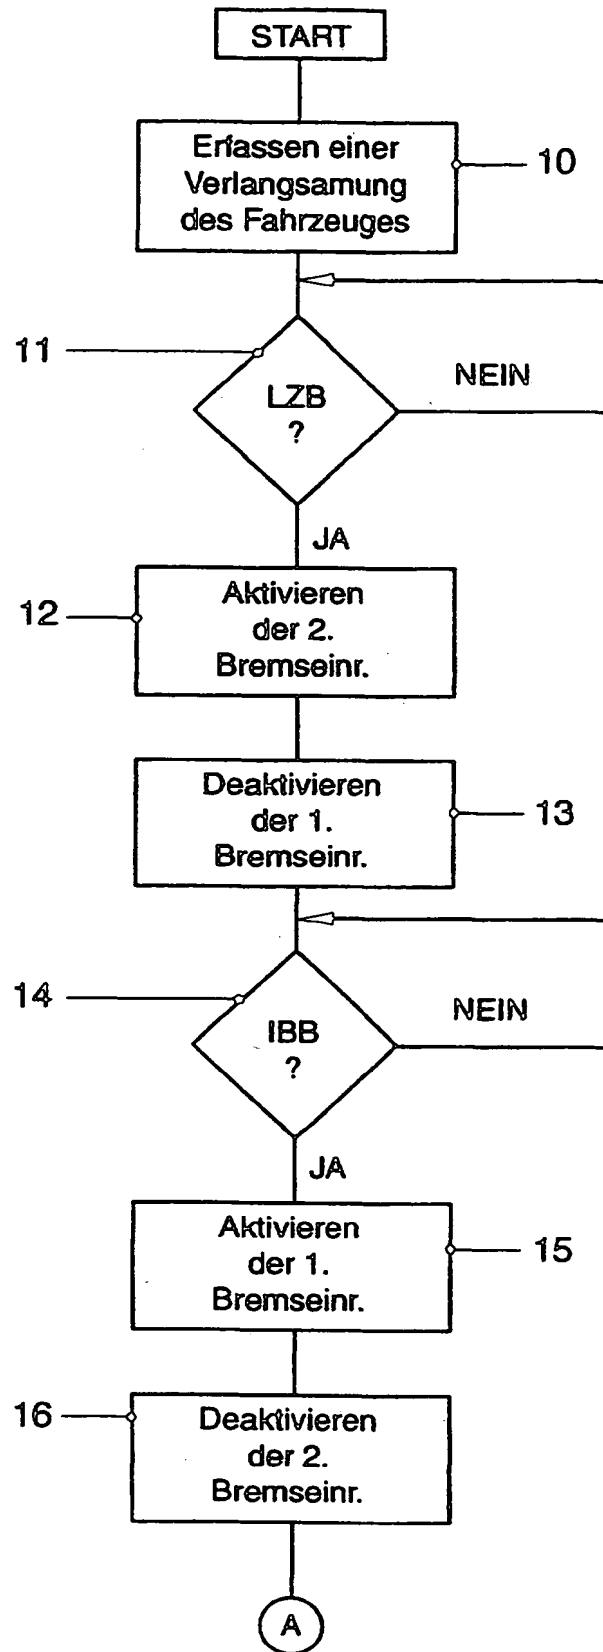 START
Erfassen einer
Verlangsamung
des Fahrzeuges
10
11
LZB
?
NEIN
JA
12
Aktivieren
der 2.
Bremseinr.
Deaktivieren
der 1.
Bremseinr.
13
14
IBB
?
NEIN
JA
Aktivieren
der 1.
Bremseinr.
15
16
Deaktivieren
der 2.
Bremseinr.
A